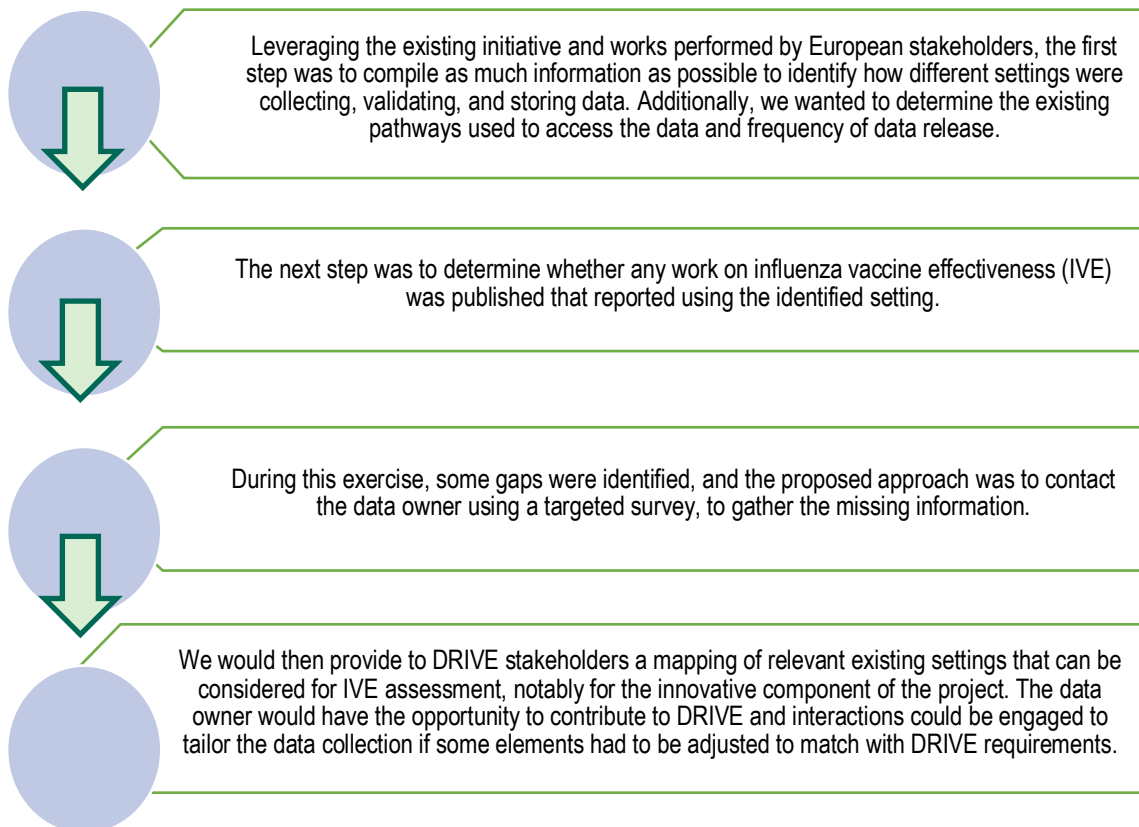 Leveraging the existing initiative and works performed by European stakeholders, the first
step was to compile as much information as possible to identify how different settings were
collecting, validating, and storing data. Additionally, we wanted to determine the existing
pathways used to access the data and frequency of data release.
The next step was to determine whether any work on influenza vaccine effectiveness (IVE)
was published that reported using the identified setting.
During this exercise, some gaps were identified, and the proposed approach was to contact
the data owner using a targeted survey, to gather the missing information.
We would then provide to DRIVE stakeholders a mapping of relevant existing settings that can be
considered for IVE assessment, notably for the innovative component of the project. The data
owner would have the opportunity to contribute to DRIVE and interactions could be engaged to
tailor the data collection if some elements had to be adjusted to match with DRIVE requirements.